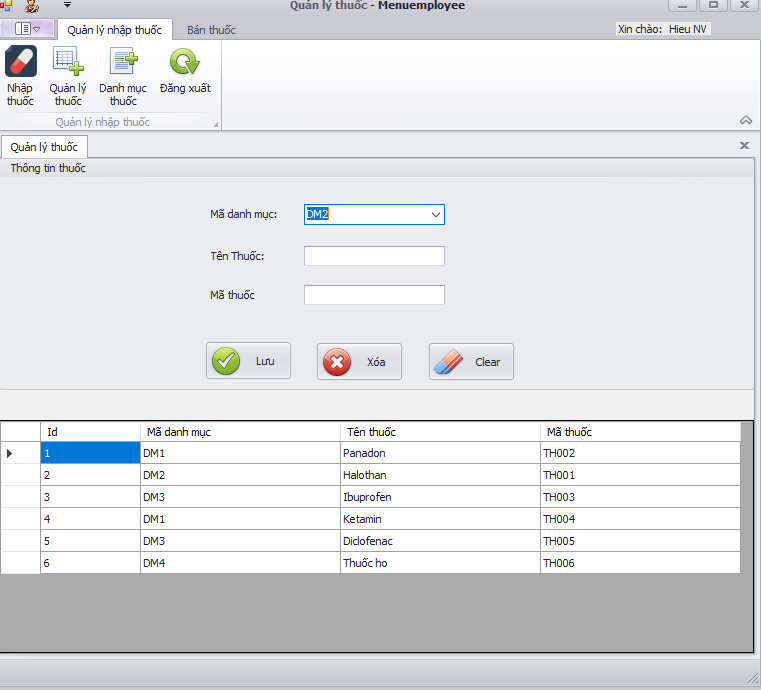 Quản lý thuốc - Menuemployee
Quản lý nhập thuốc Bán thuốc Xin chào: Hieu NV
Nhập thuốc
Quản lý thuốc
Danh mục thuốc
Đăng xuất
Quản lý nhập thuốc
Quản lý thuốc
Thông tin thuốc
Mã danh mục: DM2
Tên Thuốc:
Mã thuốc
Lưu Xóa Clear
Id Mã danh mục Tên thuốc Mã thuốc
1 DM1 Panadon TH002
2 DM2 Halothan TH001
3 DM3 Ibuprofen TH003
4 DM1 Ketamin TH004
5 DM3 Diclofenac TH005
6 DM4 Thuốc ho TH006